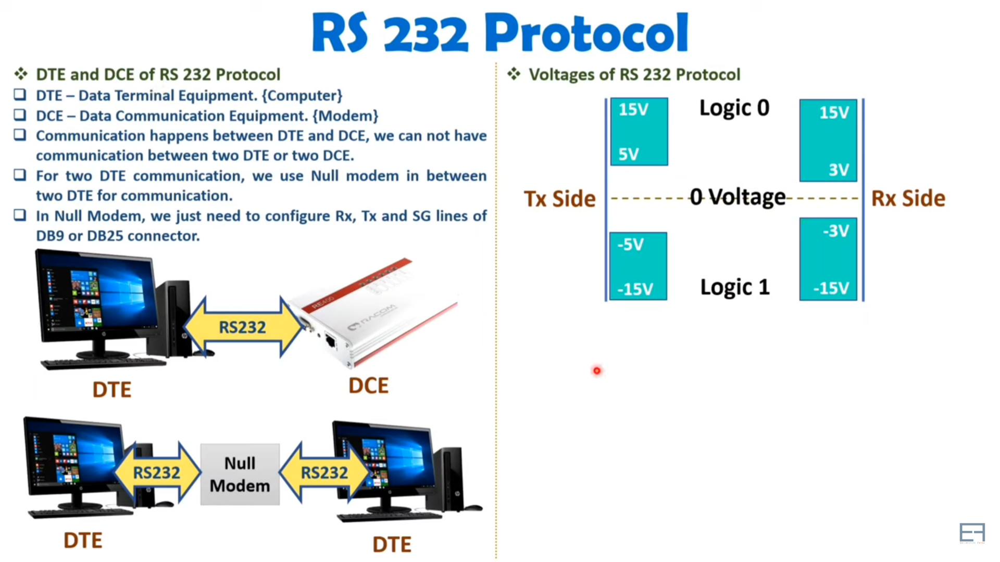 RS 232 Protocol
❖ DTE and DCE of RS 232 Protocol
❑ DTE – Data Terminal Equipment. {Computer}
❑ DCE – Data Communication Equipment. {Modem}
❑ Communication happens between DTE and DCE, we can not have
communication between two DTE or two DCE.
❑ For two DTE communication, we use Null modem in between
two DTE for communication.
❑ In Null Modem, we just need to configure Rx, Tx and SG lines of
DB9 or DB25 connector.
RS232
RE400
RACOM
DTE
DCE
RS232
Null
Modem
RS232
DTE
DTE
❖ Voltages of RS 232 Protocol
15V
Logic 0
15V
5V
3V
Tx Side
0 Voltage
Rx Side
-3V
-5V
-15V
Logic 1
-15V
EF